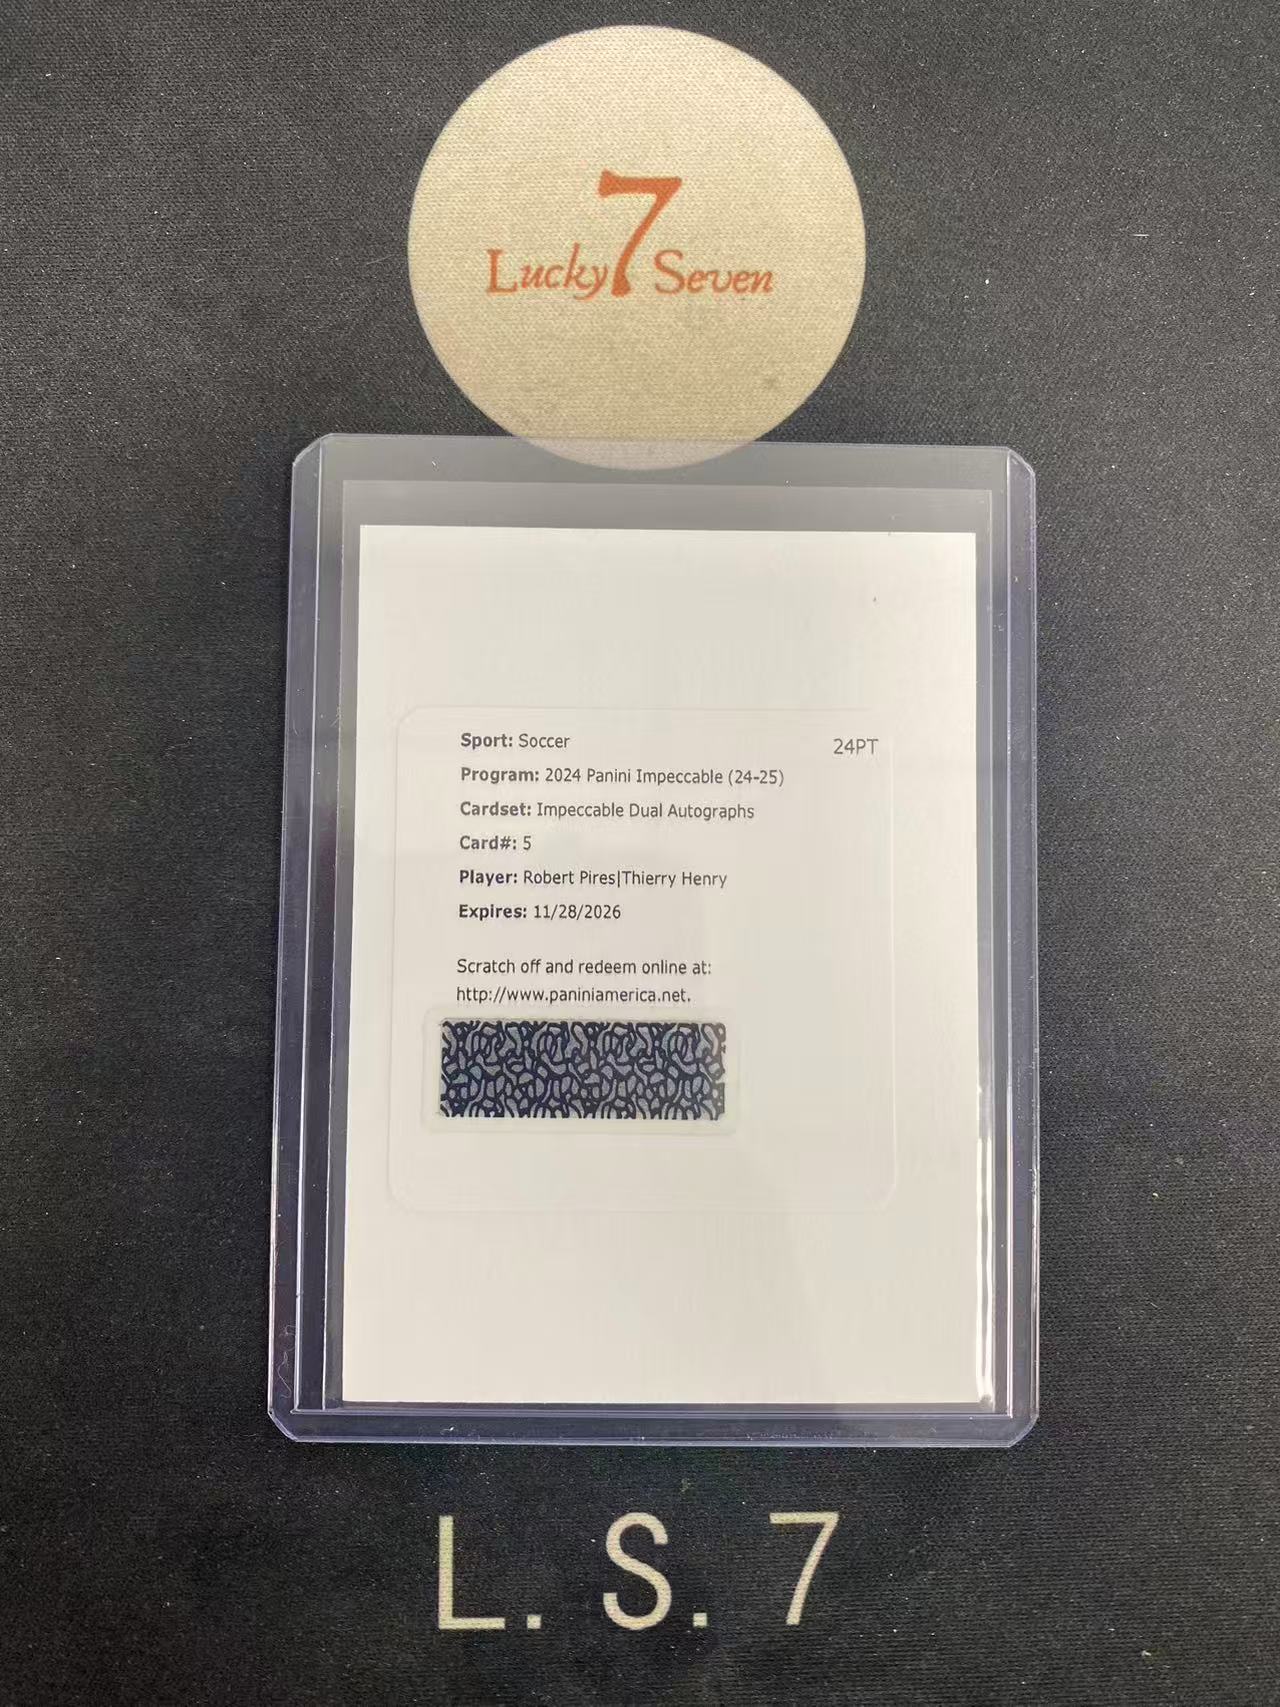 Lucky 7 Seven
Sport: Soccer
24PT
Program: 2024 Panini Impeccable (24-25)
Cardset: Impeccable Dual Autographs
Card#: 5
Player: Robert Pires|Thierry Henry
Expires: 11/28/2026
Scratch off and redeem online at:
http://www.paniniamerica.net.
L. S. 7